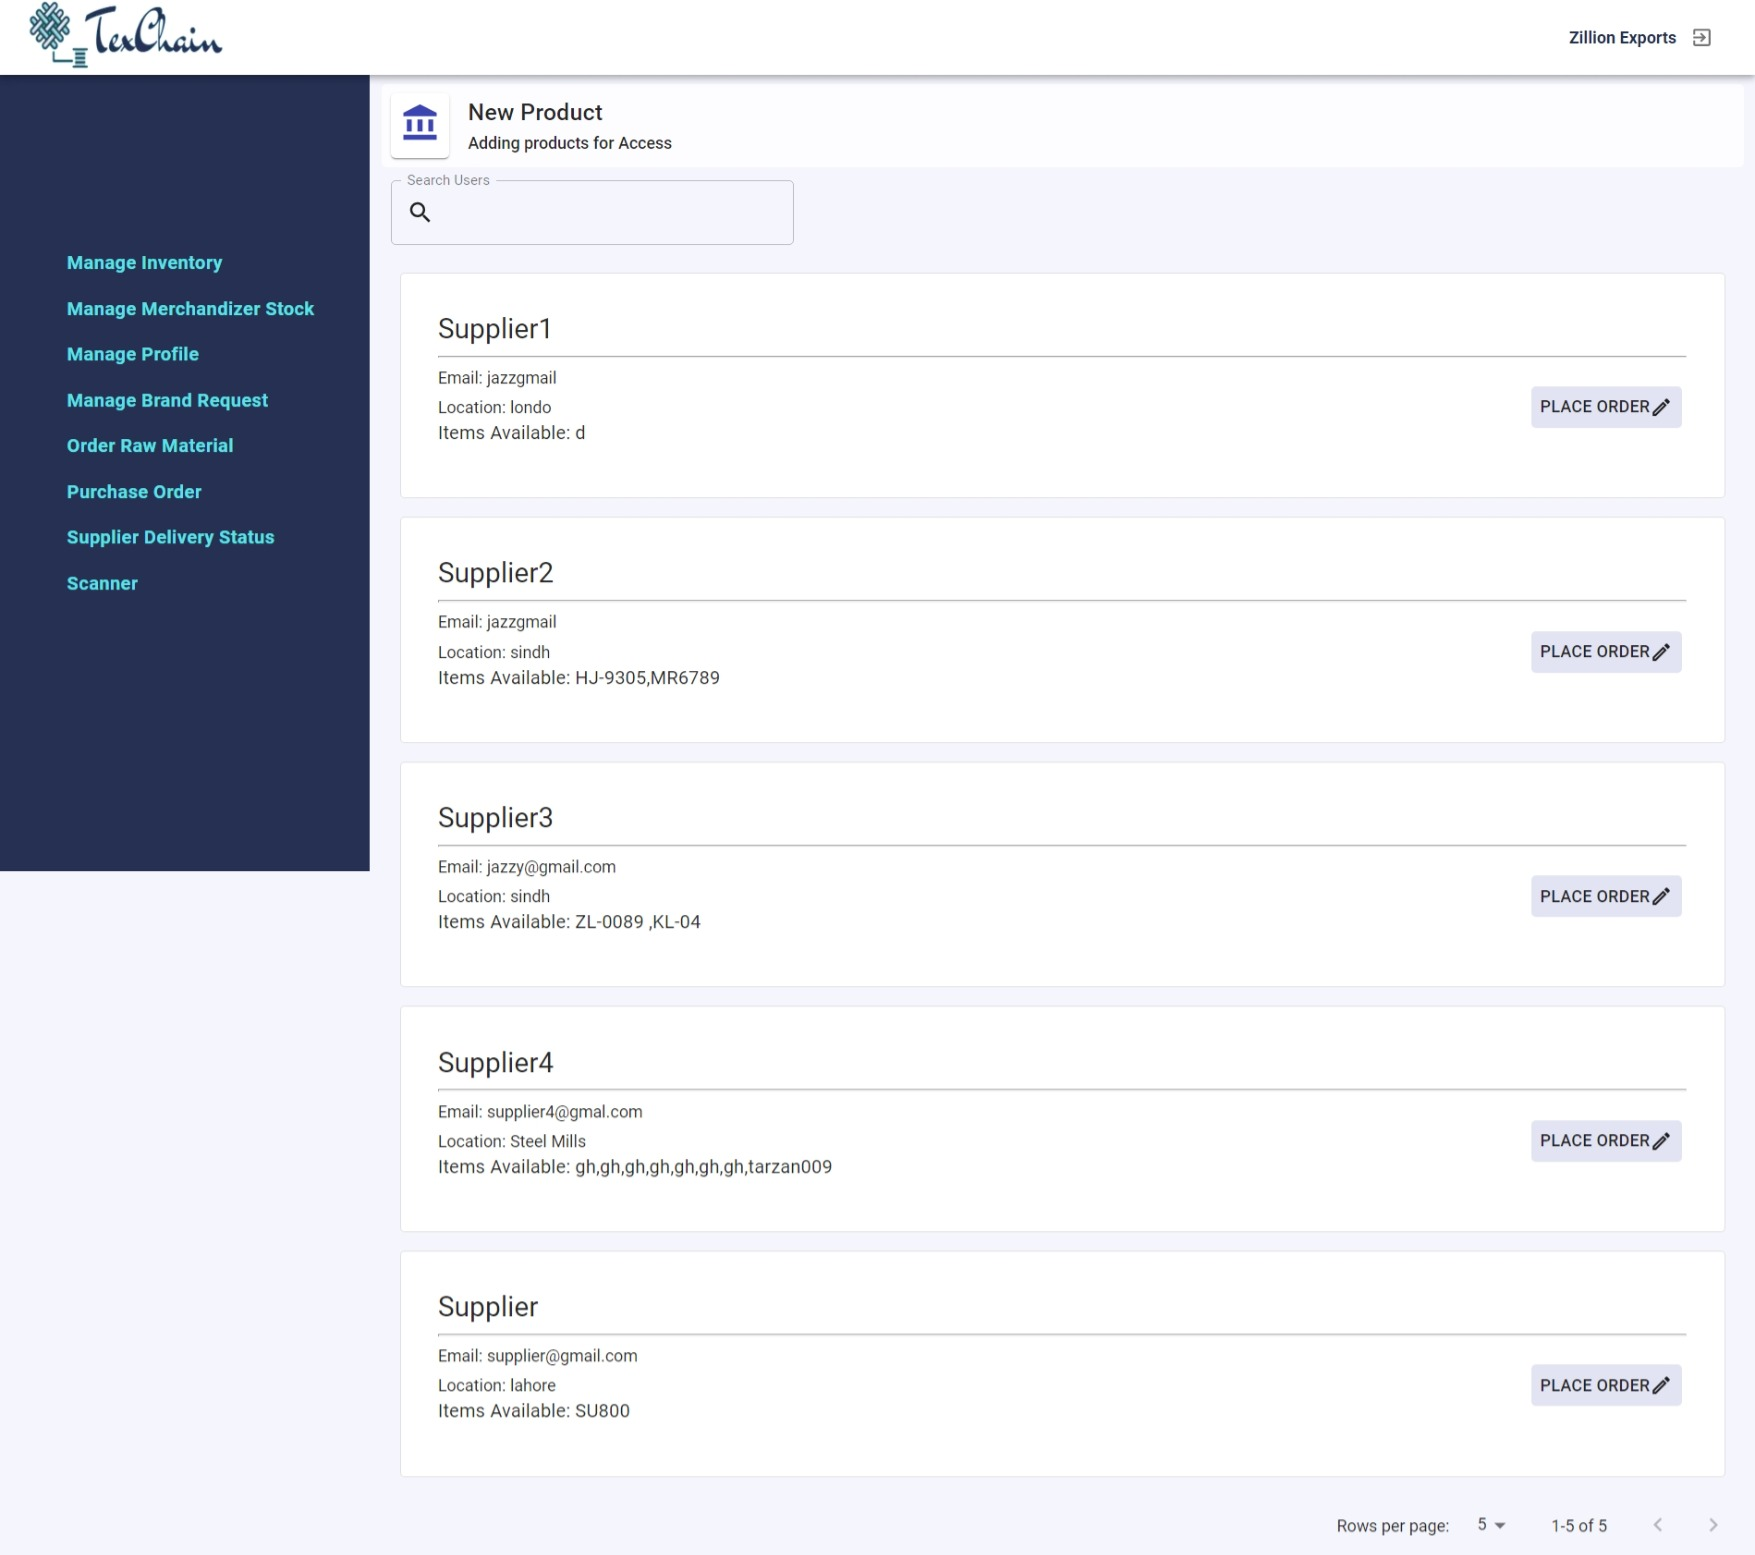 TexChain
Zillion Exports
New Product
Adding products for Access
Search Users
Manage Inventory
Manage Merchandizer Stock
Manage Profile
Manage Brand Request
Order Raw Material
Purchase Order
Supplier Delivery Status
Scanner
Supplier1
Email: jazzgmail
Location: londo
Items Available: d
PLACE ORDER
Supplier2
Email: jazzgmail
Location: sindh
Items Available: HJ-9305,MR6789
PLACE ORDER
Supplier3
Email: jazzy@gmail.com
Location: sindh
Items Available: ZL-0089 ,KL-04
PLACE ORDER
Supplier4
Email: supplier4@gmal.com
Location: Steel Mills
Items Available: gh,gh,gh,gh,gh,gh,gh,tarzan009
PLACE ORDER
Supplier
Email: supplier@gmail.com
Location: lahore
Items Available: SU800
PLACE ORDER
Rows per page: 5 1-5 of 5